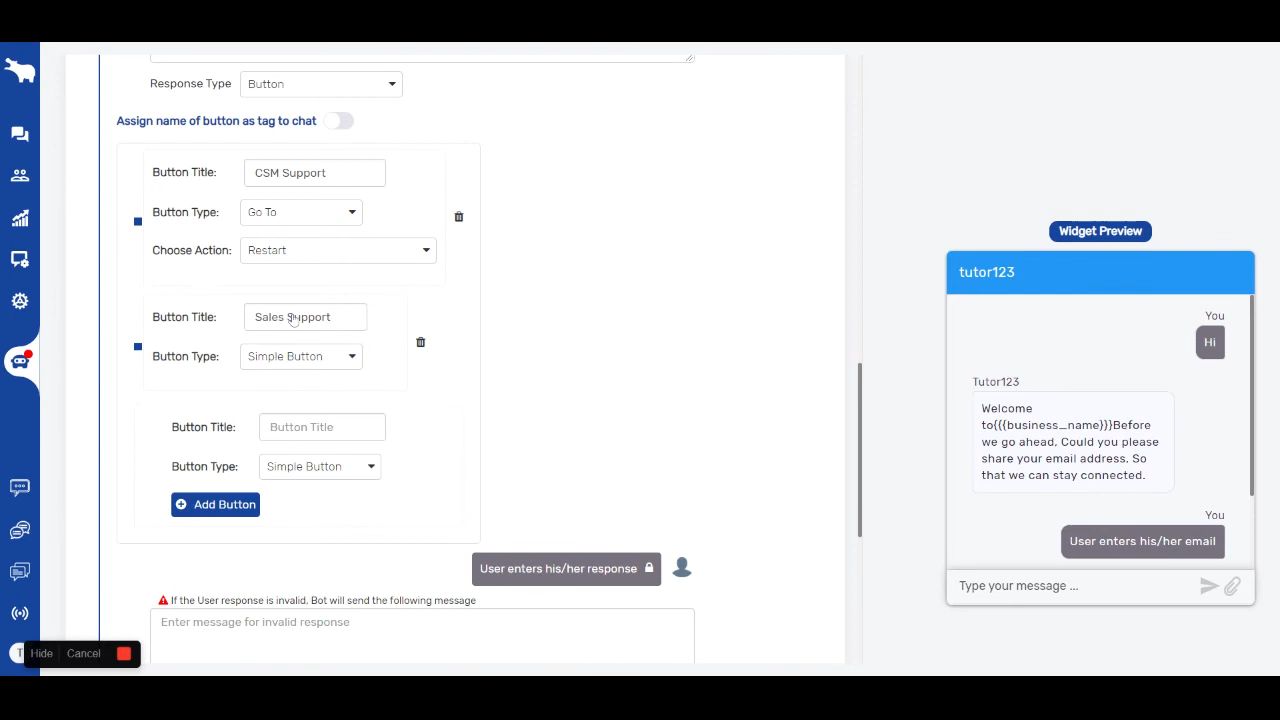 Response Type Button
Assign name of button as tag to chat
Button Title: CSM Support
Button Type: Go To
Choose Action: Restart
Button Title: Sales Support
Button Type: Simple Button
Button Title: Button Title
Button Type: Simple Button
Add Button
User enters his/her response
If the User response is invalid, Bot will send the following message
Enter message for invalid response
T Hide Cancel
Widget Preview
tutor123
You
Hi
Tutor123
Welcome
to{{{business_name}}}Before
we go ahead, Could you please
share your email address. So
that we can stay connected.
You
User enters his/her email
Type your message ...